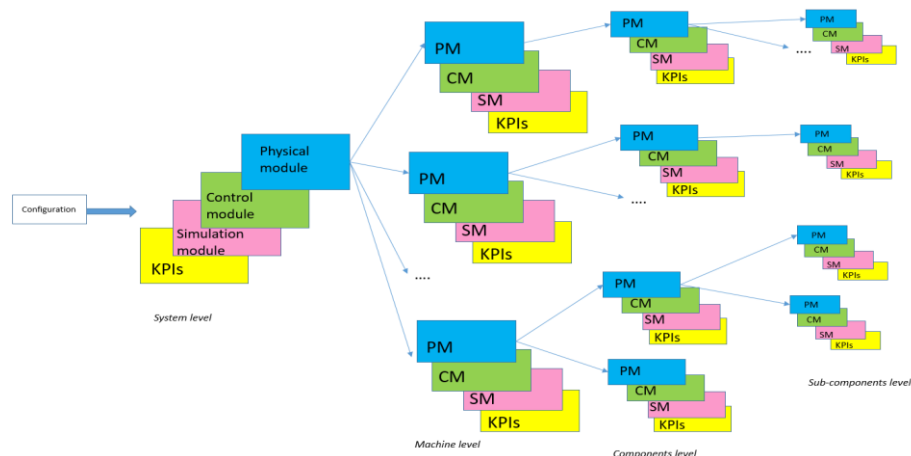 Configuration
Physical
module
Control
module
Simulation
module
KPIs
System level
PM
CM
SM
KPIs
PM
CM
SM
KPIs
....
PM
CM
SM
KPIs
Machine level
PM
CM
SM
KPIs
PM
CM
SM
KPIs
....
PM
CM
SM
KPIs
PM
CM
SM
KPIs
Components level
PM
CM
SM
KPIs
....
PM
CM
SM
KPIs
PM
CM
SM
KPIs
PM
CM
SM
KPIs
Sub-components level